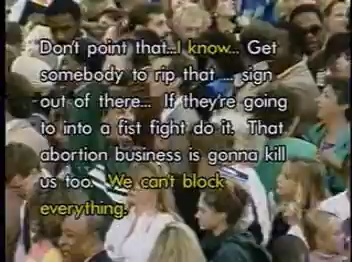 Don't point that...I know... Get
somebody to rip that ... sign
out of there... If they're going
to into a fist fight do it. That
abortion business is gonna kill
us too. We can't block
everything.